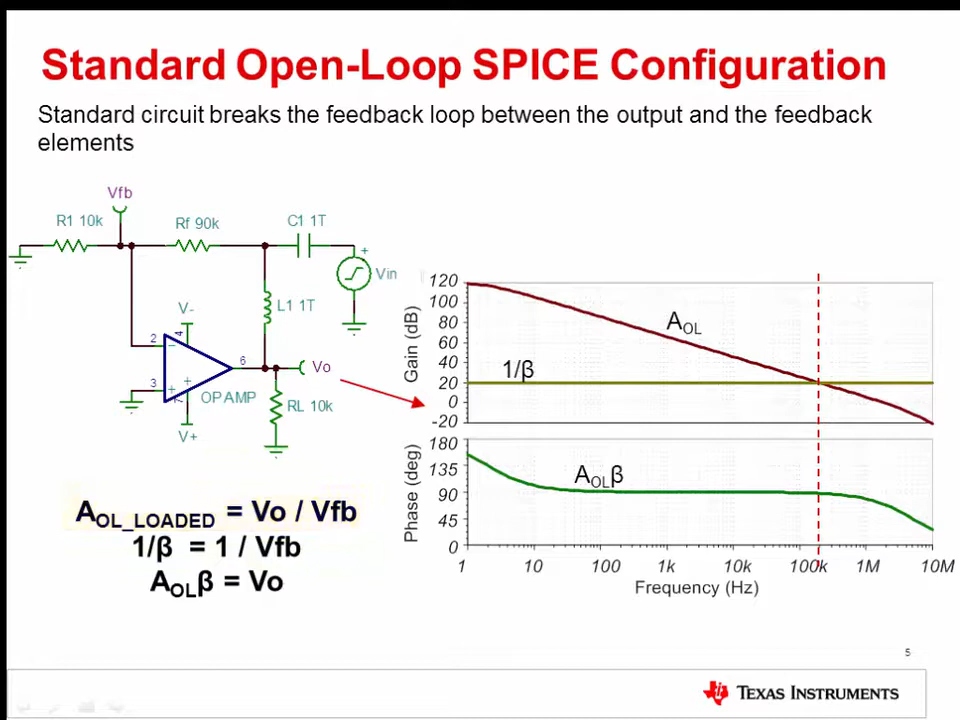 Standard Open-Loop SPICE Configuration
Standard circuit breaks the feedback loop between the output and the feedback
elements
Vfb
R1 10k
Rf 90k
C1 1T
+
Vin
L1 1T
V-
2
4
-
6
Vo
3
+
+
7
OPAMP
RL 10k
V+
A_OL_LOADED = Vo / Vfb
1/β = 1 / Vfb
A_OLβ = Vo
Gain (dB)
120
100
80
60
40
20
0
-20
A_OL
1/β
Phase (deg)
180
135
90
45
0
A_OLβ
1 10 100 1k 10k 100k 1M 10M
Frequency (Hz)
5
TEXAS INSTRUMENTS